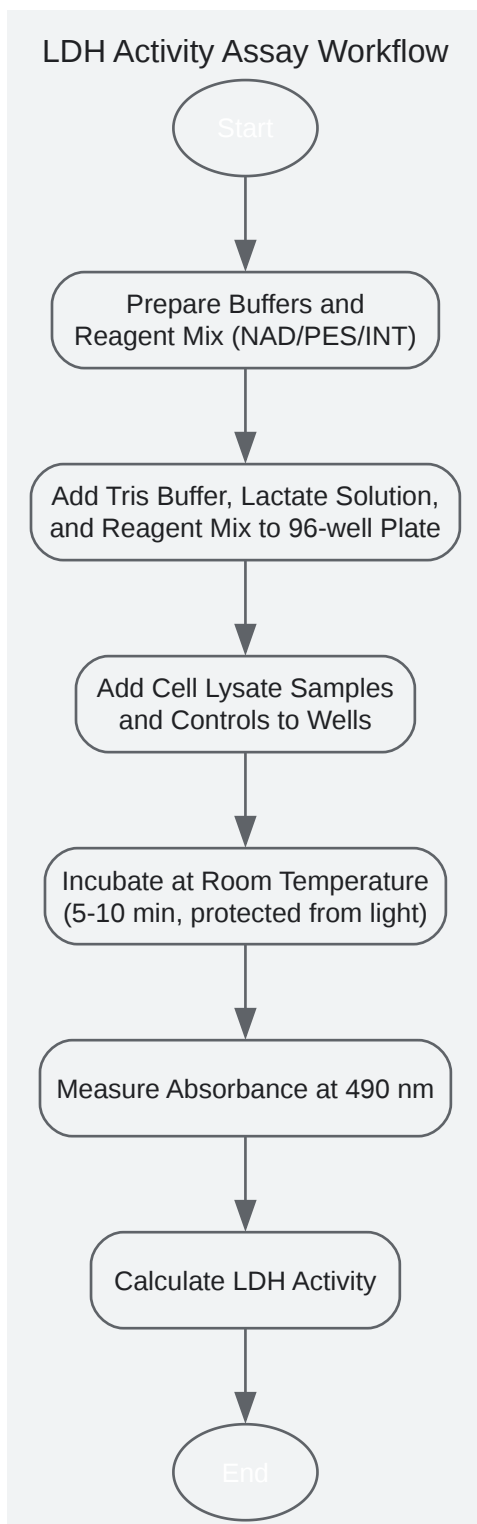 LDH Activity Assay Workflow
Start
Prepare Buffers and
Reagent Mix (NAD/PES/INT)
Add Tris Buffer, Lactate Solution,
and Reagent Mix to 96-well Plate
Add Cell Lysate Samples
and Controls to Wells
Incubate at Room Temperature
(5-10 min, protected from light)
Measure Absorbance at 490 nm
Calculate LDH Activity
End